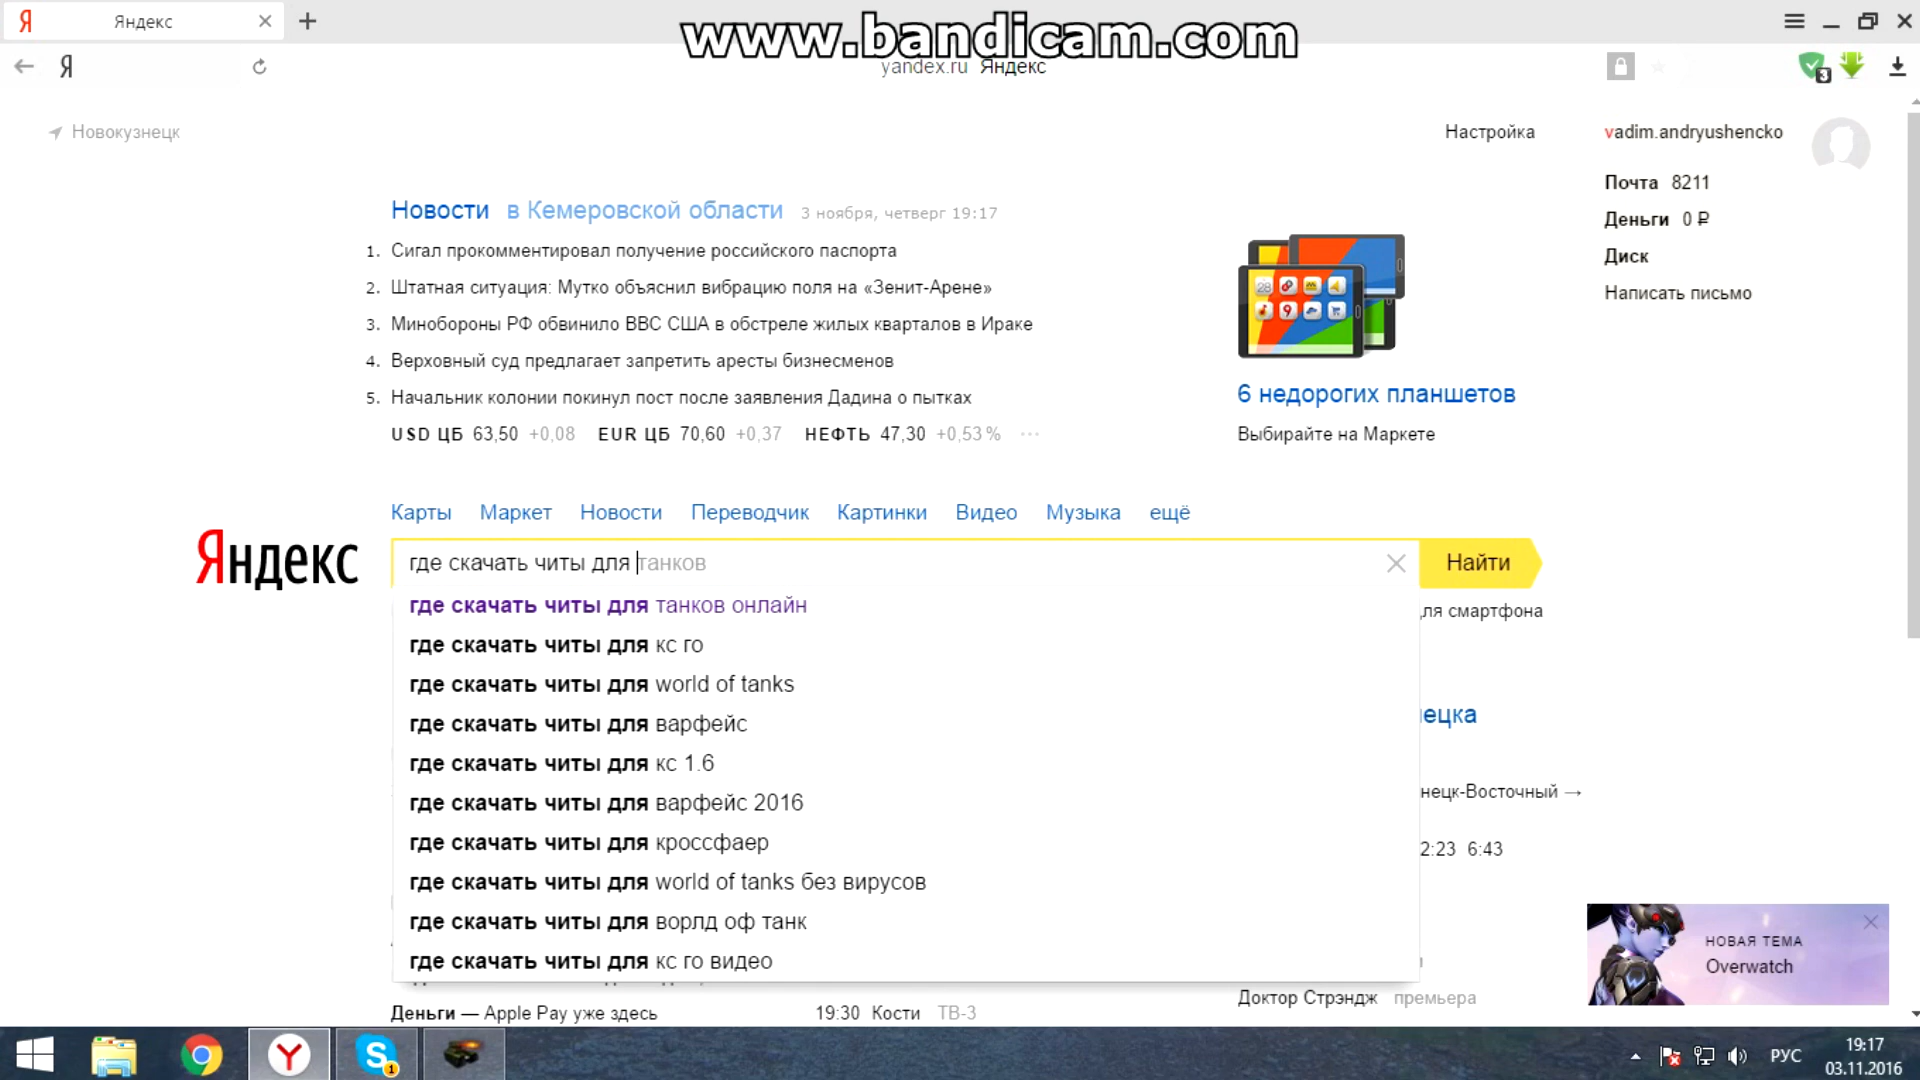 Яндекс
www.bandicam.com
Я
yandex.ru Яндекс
3
Новокузнецк
Настройка
vadim.andryushencko
Почта 8211
Деньги 0 ₽
Диск
Написать письмо
Новости в Кемеровской области 3 ноября, четверг 19:17
1. Сигал прокомментировал получение российского паспорта
2. Штатная ситуация: Мутко объяснил вибрацию поля на «Зенит-Арене»
3. Минобороны РФ обвинило ВВС США в обстреле жилых кварталов в Ираке
4. Верховный суд предлагает запретить аресты бизнесменов
5. Начальник колонии покинул пост после заявления Дадина о пытках
USD ЦБ 63,50 +0,08 EUR ЦБ 70,60 +0,37 НЕФТЬ 47,30 +0,53% ···
6 недорогих планшетов
Выбирайте на Маркете
Карты Маркет Новости Переводчик Картинки Видео Музыка ещё
Яндекс
где скачать читы для танков
Найти
где скачать читы для танков онлайн
где скачать читы для кс го
где скачать читы для world of tanks
где скачать читы для варфейс
где скачать читы для кс 1.6
где скачать читы для варфейс 2016
где скачать читы для кроссфаер
где скачать читы для world of tanks без вирусов
где скачать читы для ворлд оф танк
где скачать читы для кс го видео
для смартфона
ецка
нецк-Восточный →
2:23 6:43
НОВАЯ ТЕМА
Overwatch
Доктор Стрэндж премьера
Деньги — Apple Pay уже здесь
19:30 Кости ТВ-3
1
РУС
19:17
03.11.2016